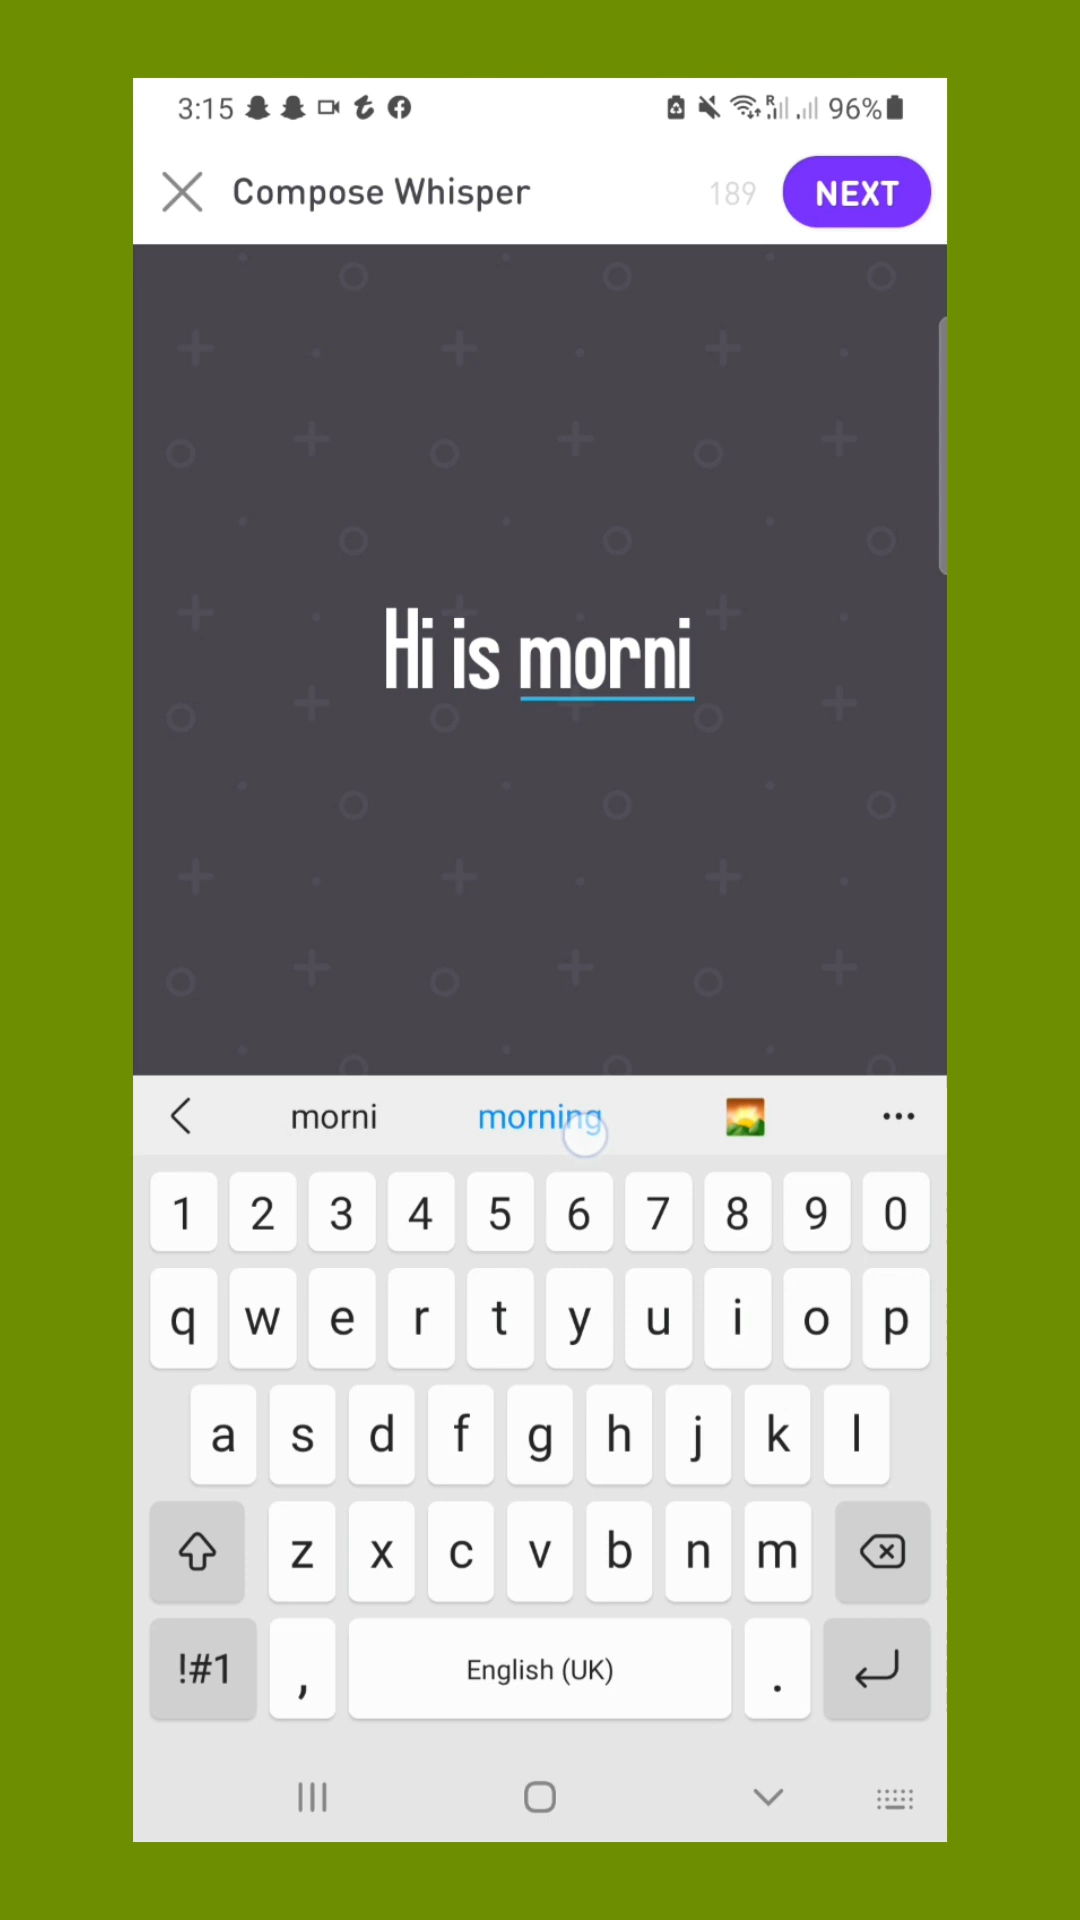 3:15 96%
Compose Whisper 189 NEXT
Hi is morni
morni morning
1 2 3 4 5 6 7 8 9 0
q w e r t y u i o p
a s d f g h j k l
z x c v b n m
!#1 , English (UK) .